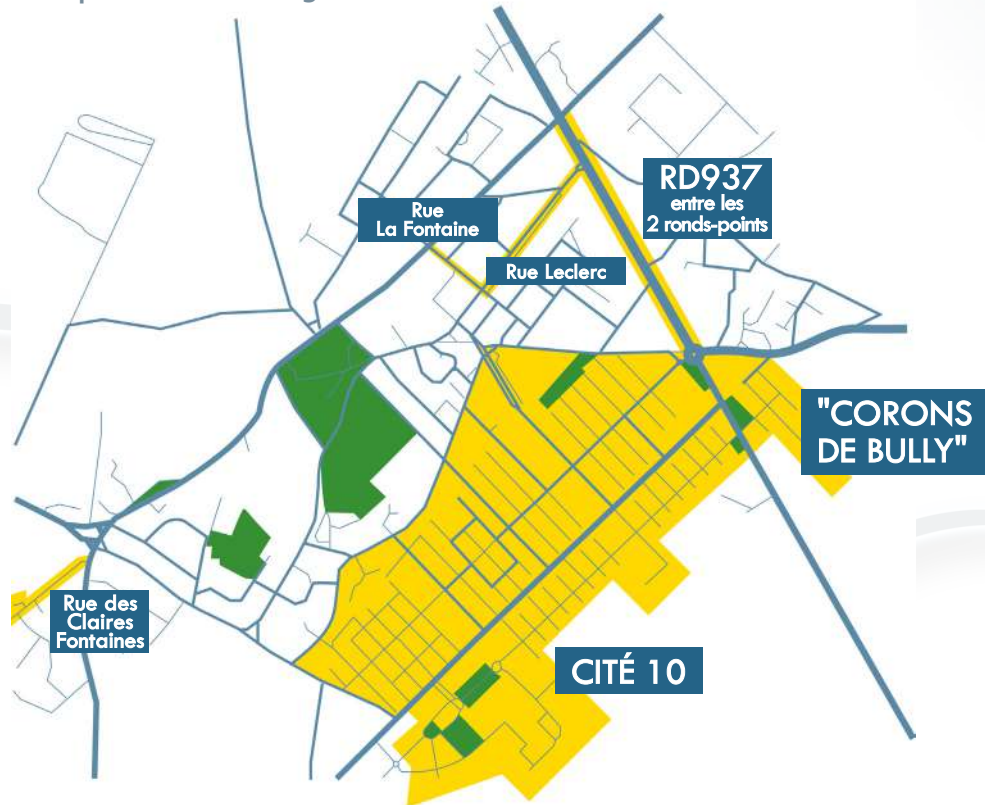 RD937
entre les
2 ronds-points
Rue
La Fontaine
Rue Leclerc
"CORONS
DE BULLY"
Rue des
Claires
Fontaines
CITÉ 10